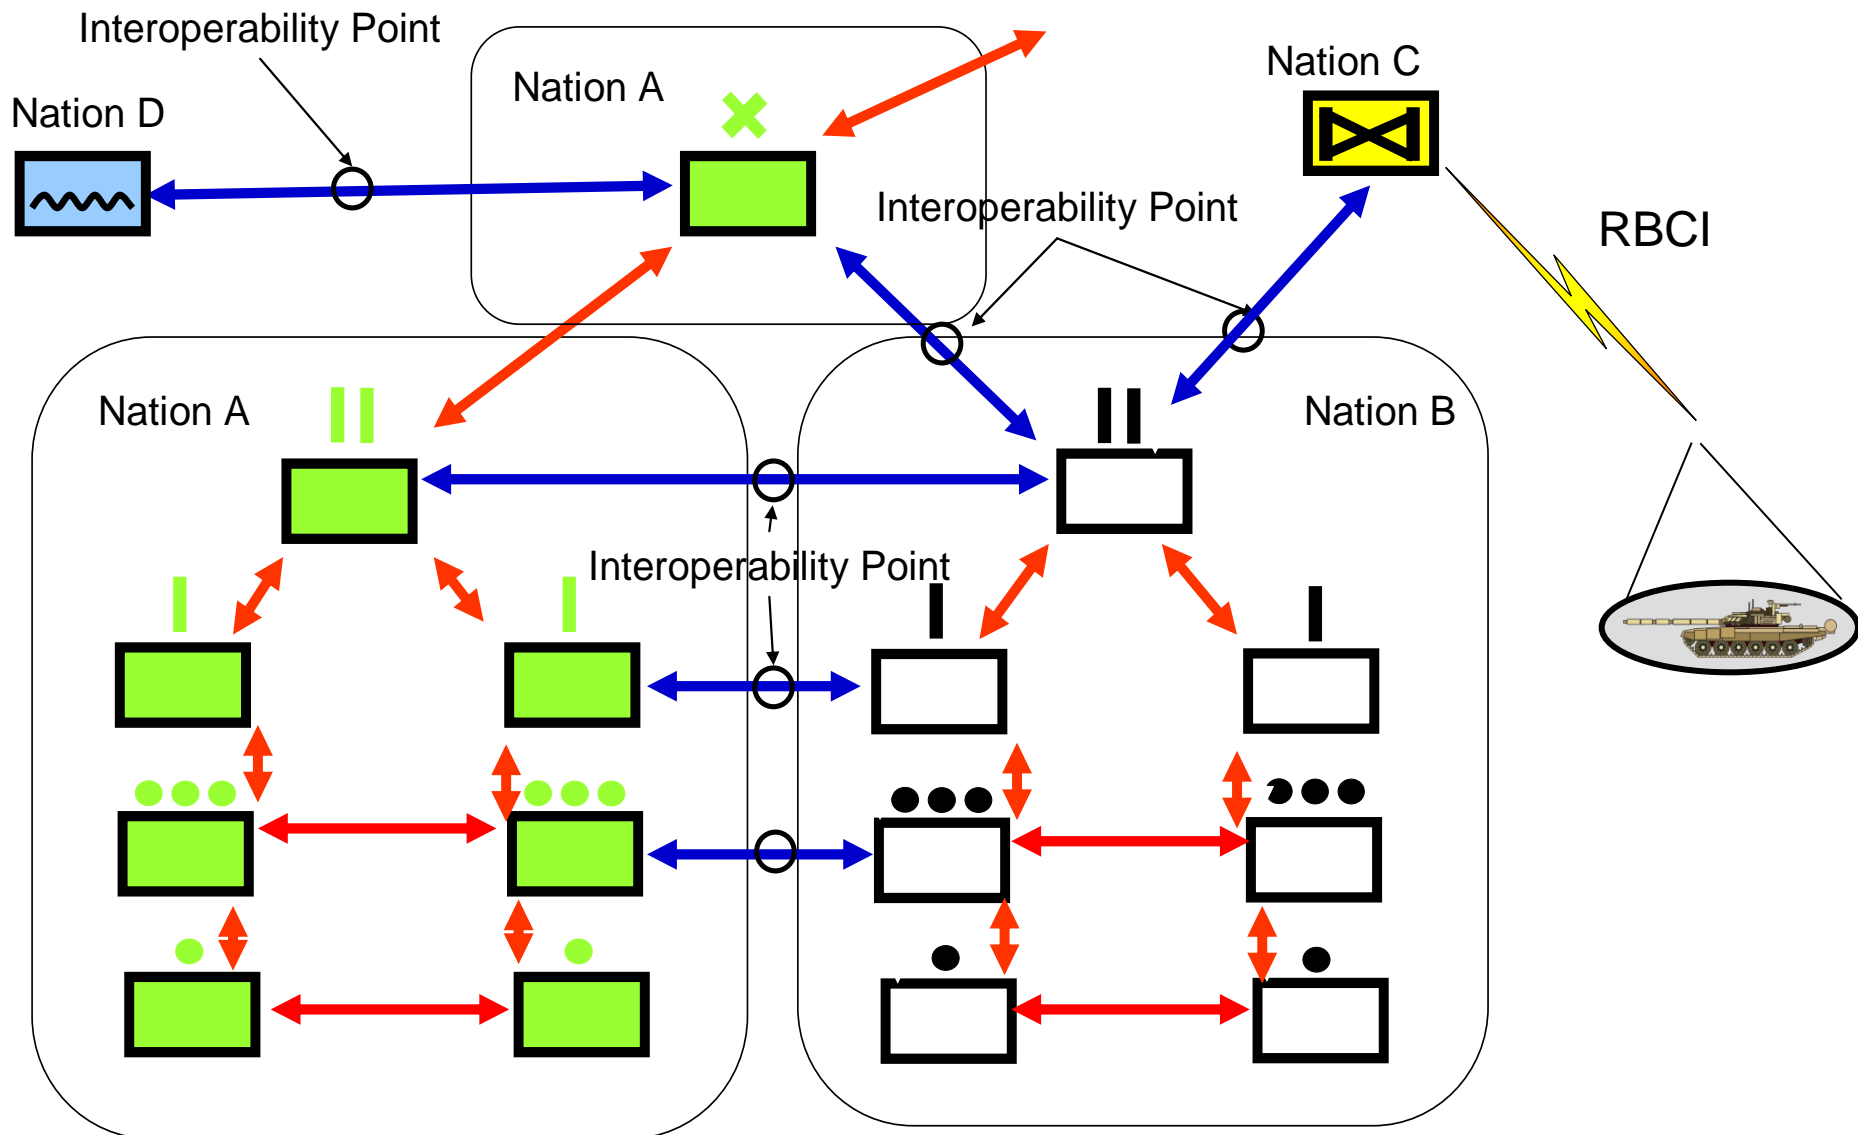 Interoperability Point
Nation A
Nation C
Nation D
Interoperability Point
RBCI
Nation A
Nation B
Interoperability Point